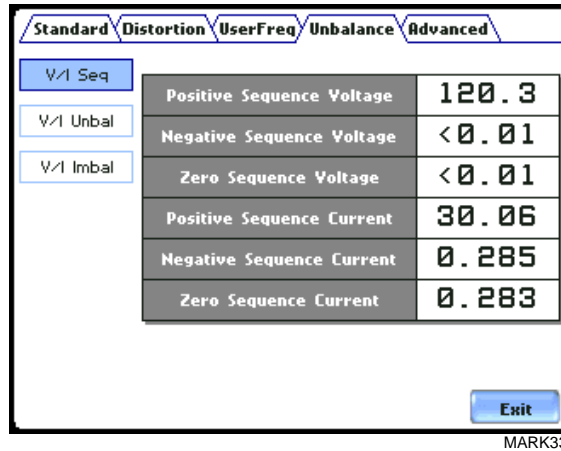 Standard Distortion UserFreq Unbalance Advanced
V/I Seq
V/I Unbal
V/I Imbal
Positive Sequence Voltage 120.3
Negative Sequence Voltage <0.01
Zero Sequence Voltage <0.01
Positive Sequence Current 30.06
Negative Sequence Current 0.285
Zero Sequence Current 0.283
Exit